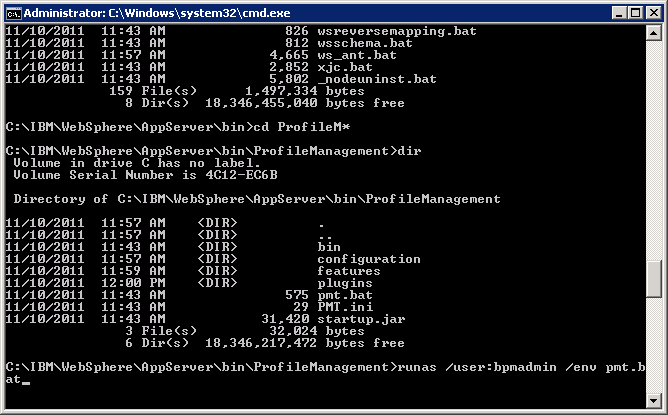 Administrator: C:\Windows\system32\cmd.exe
11/10/2011  11:43 AM               826 wsreversemapping.bat
11/10/2011  11:43 AM               812 wsschema.bat
11/10/2011  11:57 AM             4,665 ws_ant.bat
11/10/2011  11:43 AM             2,852 xjc.bat
11/10/2011  11:43 AM             5,802 _nodeuninst.bat
             159 File(s)      1,497,334 bytes
               8 Dir(s)  18,346,455,040 bytes free
C:\IBM\WebSphere\AppServer\bin>cd ProfileM*
C:\IBM\WebSphere\AppServer\bin\ProfileManagement>dir
 Volume in drive C has no label.
 Volume Serial Number is 4C12-EC6B
 Directory of C:\IBM\WebSphere\AppServer\bin\ProfileManagement
11/10/2011  11:57 AM    <DIR>          .
11/10/2011  11:57 AM    <DIR>          ..
11/10/2011  11:43 AM    <DIR>          bin
11/10/2011  11:57 AM    <DIR>          configuration
11/10/2011  11:59 AM    <DIR>          features
11/10/2011  12:00 PM    <DIR>          plugins
11/10/2011  11:43 AM               575 pmt.bat
11/10/2011  11:43 AM                29 PMT.ini
11/10/2011  11:43 AM            31,420 startup.jar
               3 File(s)         32,024 bytes
               6 Dir(s)  18,346,217,472 bytes free
C:\IBM\WebSphere\AppServer\bin\ProfileManagement>runas /user:bpmadmin /env pmt.b
at_